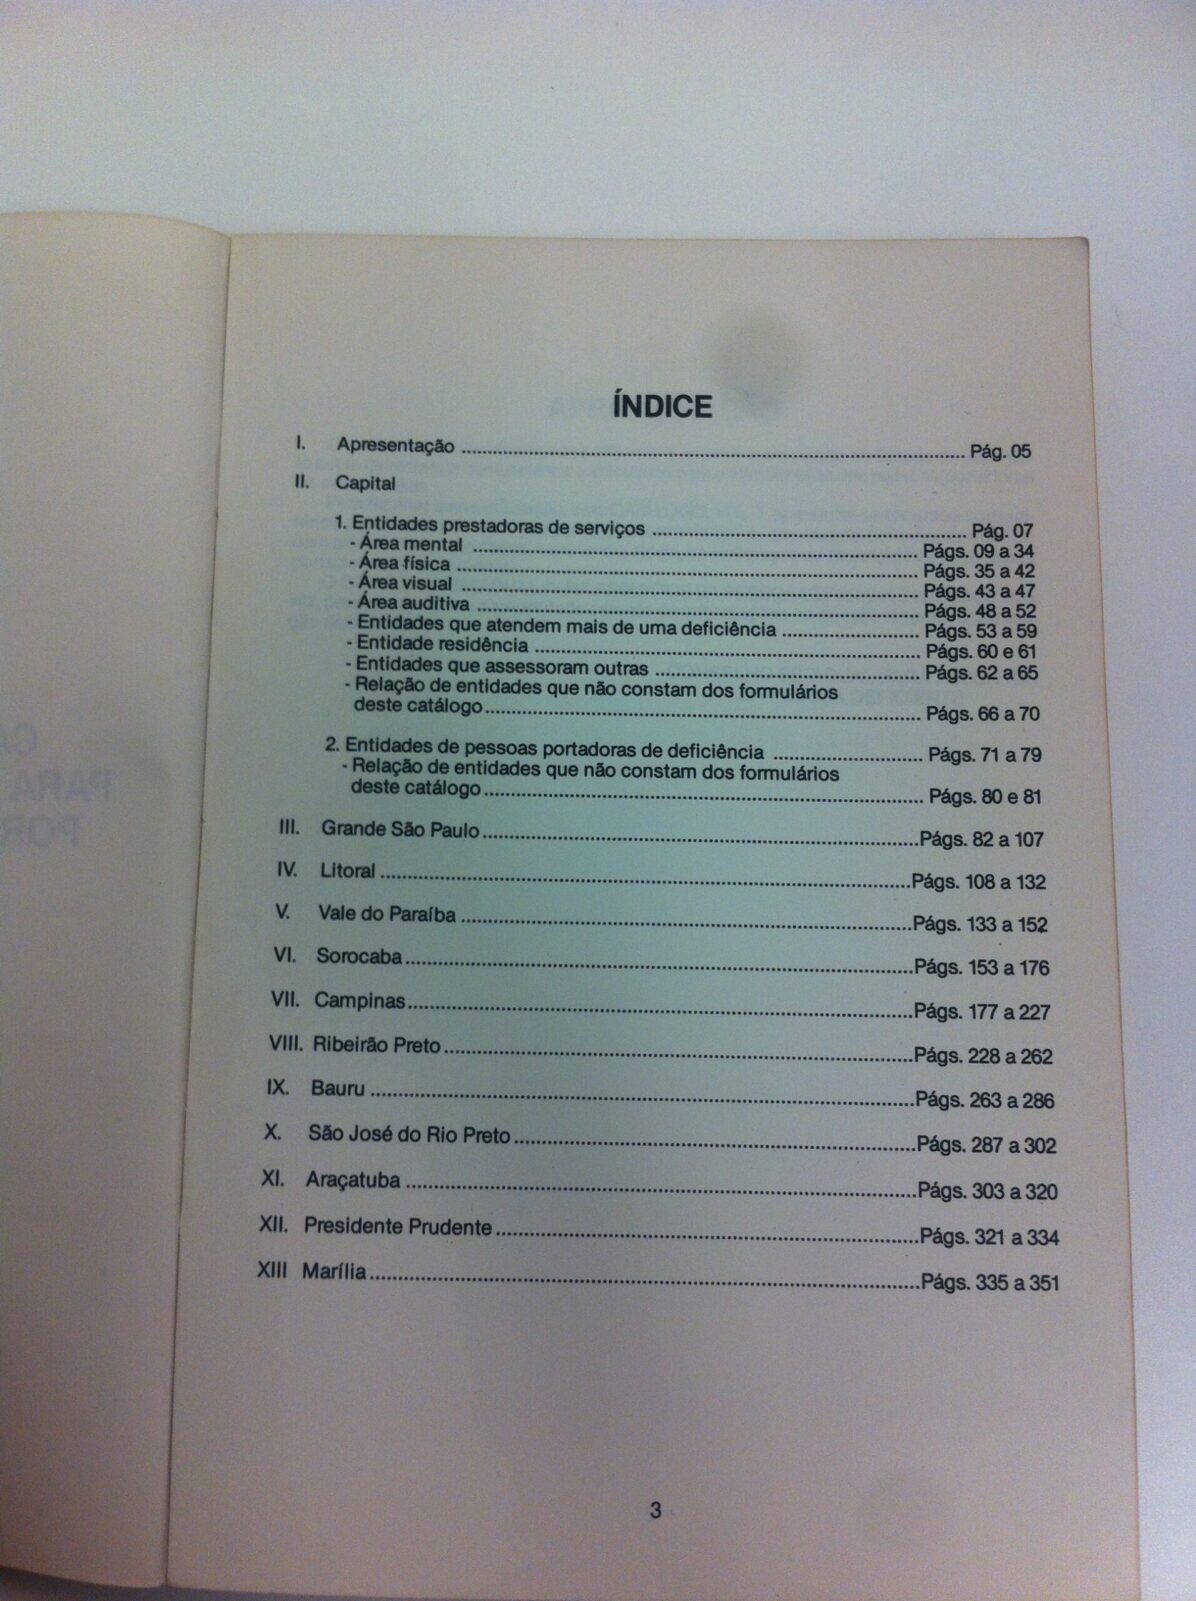 ÍNDICE
I. Apresentação ........ Pág. 05
II. Capital
1. Entidades prestadoras de serviços ........ Pág. 07
- Área mental ........ Págs. 09 a 34
- Área física ........ Págs. 35 a 42
- Área visual ........ Págs. 43 a 47
- Área auditiva ........ Págs. 48 a 52
- Entidades que atendem mais de uma deficiência ........ Págs. 53 a 59
- Entidade residência ........ Págs. 60 e 61
- Entidades que assessoram outras ........ Págs. 62 a 65
- Relação de entidades que não constam dos formulários
deste catálogo ........ Págs. 66 a 70
2. Entidades de pessoas portadoras de deficiência ........ Págs. 71 a 79
- Relação de entidades que não constam dos formulários
deste catálogo ........ Págs. 80 e 81
III. Grande São Paulo ........ Págs. 82 a 107
IV. Litoral ........ Págs. 108 a 132
V. Vale do Paraíba ........ Págs. 133 a 152
VI. Sorocaba ........ Págs. 153 a 176
VII. Campinas ........ Págs. 177 a 227
VIII. Ribeirão Preto ........ Págs. 228 a 262
IX. Bauru ........ Págs. 263 a 286
X. São José do Rio Preto ........ Págs. 287 a 302
XI. Araçatuba ........ Págs. 303 a 320
XII. Presidente Prudente ........ Págs. 321 a 334
XIII Marília ........ Págs. 335 a 351
3